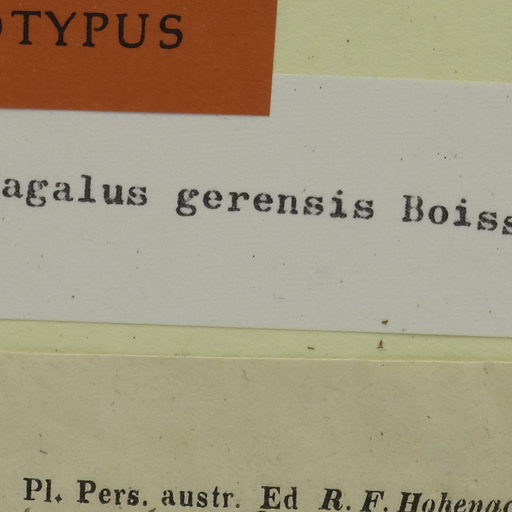 OTYPUS
agalus gerensis Boiss
Pl. Pers. austr. Ed R. F. Hohenac